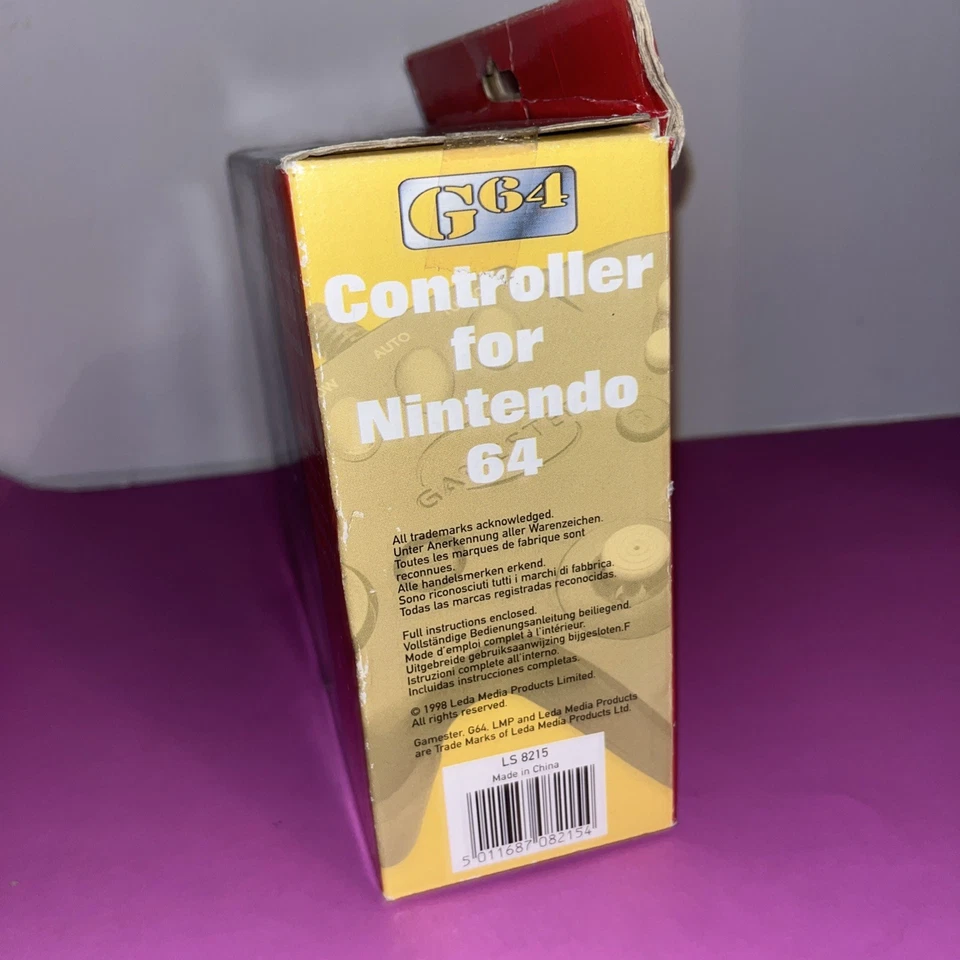 G64
Controller
for
Nintendo
64
AUTO
All trademarks acknowledged.
Unter Anerkennung aller Warenzeichen.
Toutes les marques de fabrique sont
reconnues.
Alle handelsmerken erkend.
Sono riconosciuti tutti i marchi di fabbrica.
Todas las marcas registradas reconocidas.
Full instructions enclosed.
Vollständige Bedienungsanleitung beiliegend.
Mode d'emploi complet à l'intérieur.
Uitgebreide gebruiksaanwijzing bijgesloten.F
Istruzioni complete all'interno.
Incluidas instrucciones completas.
© 1998 Leda Media Products Limited.
All rights reserved.
Gamester, G64, LMP and Leda Media Products
are Trade Marks of Leda Media Products Ltd.
LS 8215
Made in China
5 011687 082154